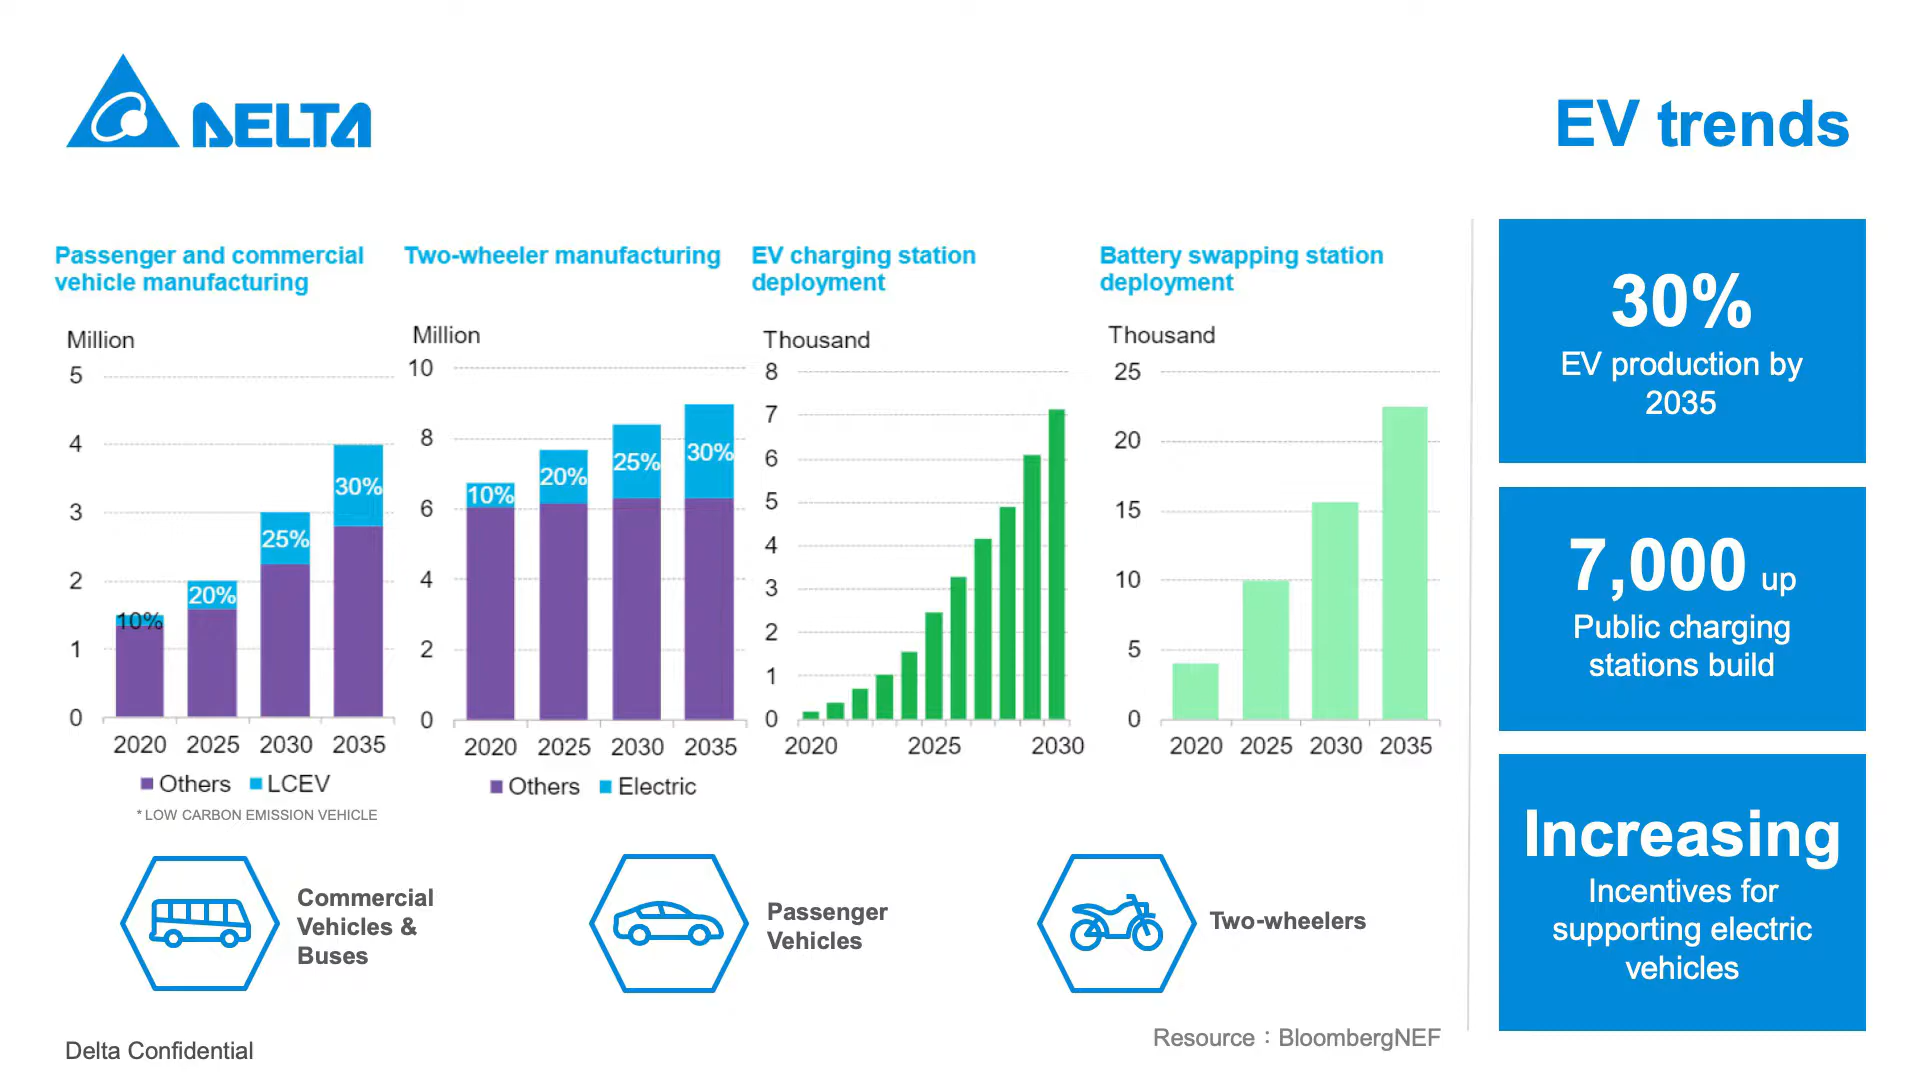 DELTA
EV trends
Passenger and commercial
vehicle manufacturing
Million
5
4
3
2
1
0
10%
20%
25%
30%
2020 2025 2030 2035
Others LCEV
* LOW CARBON EMISSION VEHICLE
Two-wheeler manufacturing
Million
10
8
6
4
2
0
10%
20%
25%
30%
2020 2025 2030 2035
Others Electric
EV charging station
deployment
Thousand
8
7
6
5
4
3
2
1
0
2020 2025 2030
Battery swapping station
deployment
Thousand
25
20
15
10
5
0
2020 2025 2030 2035
30%
EV production by
2035
7,000 up
Public charging
stations build
Increasing
Incentives for
supporting electric
vehicles
Commercial
Vehicles &
Buses
Passenger
Vehicles
Two-wheelers
Resource：BloombergNEF
Delta Confidential